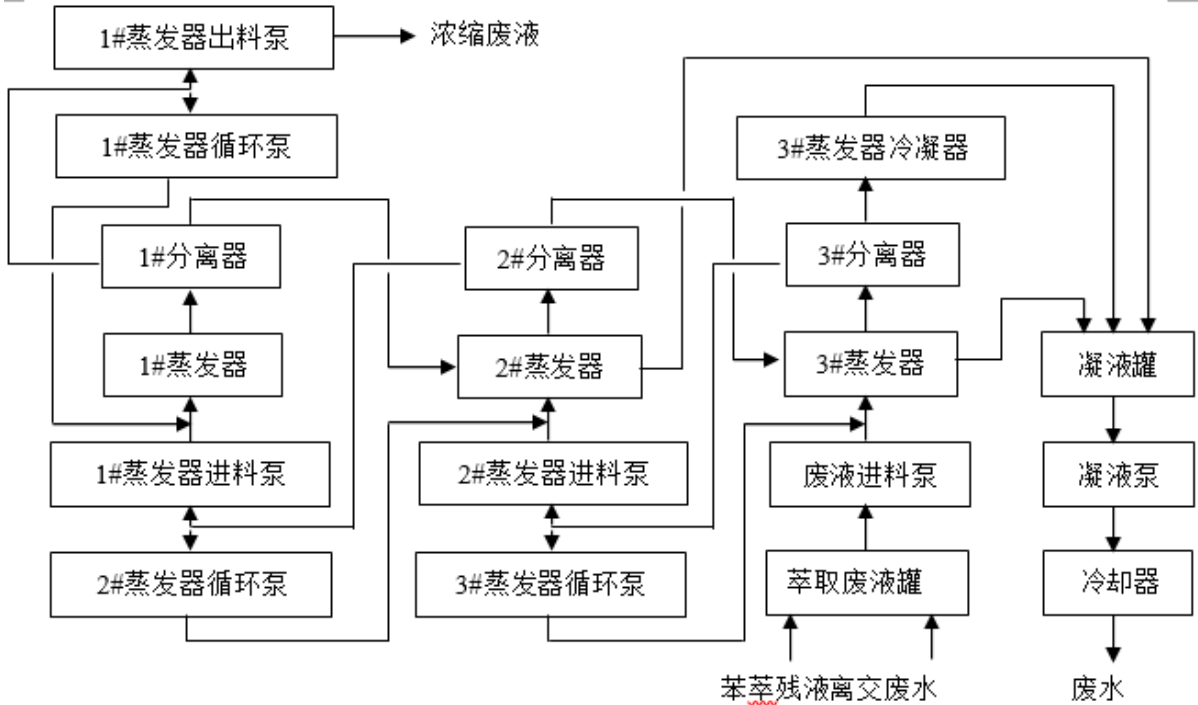 1#蒸发器出料泵
浓缩废液
1#蒸发器循环泵
3#蒸发器冷凝器
1#分离器
2#分离器
3#分离器
1#蒸发器
2#蒸发器
3#蒸发器
凝液罐
1#蒸发器进料泵
2#蒸发器进料泵
废液进料泵
凝液泵
2#蒸发器循环泵
3#蒸发器循环泵
萃取废液罐
冷却器
苯萃残液离交废水
废水